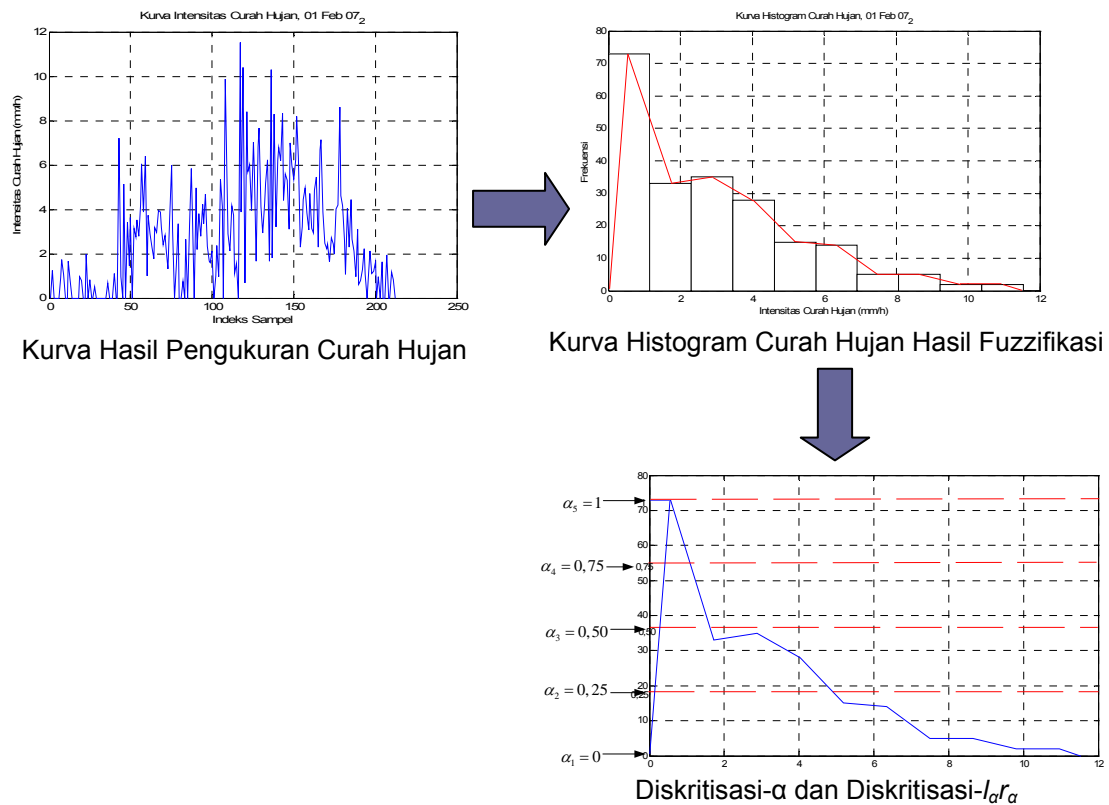 Kurva Intensitas Curah Hujan, 01 Feb 07₂
12
10
8
6
4
2
0
0 50 100 150 200 250
Intensitas Curah Hujan (mm/h)
Indeks Sampel
Kurva Hasil Pengukuran Curah Hujan
Kurva Histogram Curah Hujan, 01 Feb 07₂
80
70
60
50
40
30
20
10
0
2 4 6 8 10 12
Frekuensi
Intensitas Curah Hujan (mm/h)
Kurva Histogram Curah Hujan Hasil Fuzzifikasi
α₅ = 1
α₄ = 0,75
α₃ = 0,50
α₂ = 0,25
α₁ = 0
80
70
60
0,75
50
40
0,50
30
20
0,25
10
0
0 2 4 6 8 10 12
Diskritisasi-α dan Diskritisasi-lαrα